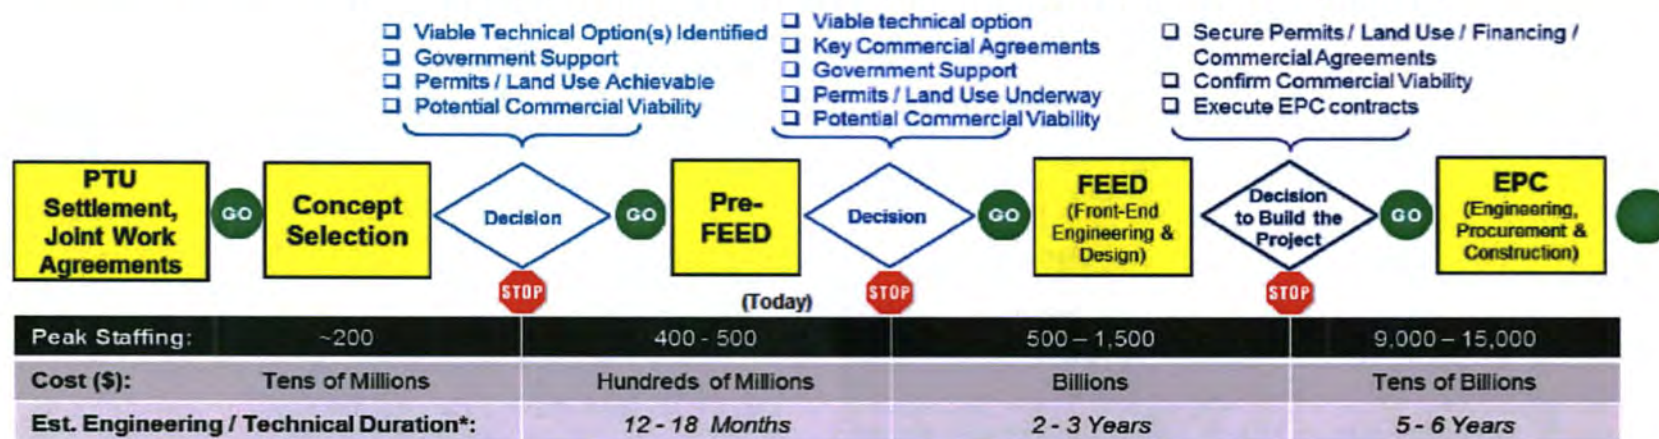 ❑ Viable Technical Option(s) Identified
❑ Government Support
❑ Permits / Land Use Achievable
❑ Potential Commercial Viability
❑ Viable technical option
❑ Key Commercial Agreements
❑ Government Support
❑ Permits / Land Use Underway
❑ Potential Commercial Viability
❑ Secure Permits / Land Use / Financing /
Commercial Agreements
❑ Confirm Commercial Viability
❑ Execute EPC contracts
PTU
Settlement,
Joint Work
Agreements
GO
Concept
Selection
Decision
STOP
GO
Pre-
FEED
(Today)
Decision
STOP
GO
FEED
(Front-End
Engineering &
Design)
Decision
to Build the
Project
STOP
GO
EPC
(Engineering,
Procurement &
Construction)
Peak Staffing: ~200 400 - 500 500 – 1,500 9,000 – 15,000
Cost ($): Tens of Millions Hundreds of Millions Billions Tens of Billions
Est. Engineering / Technical Duration*: 12 - 18 Months 2 - 3 Years 5 - 6 Years